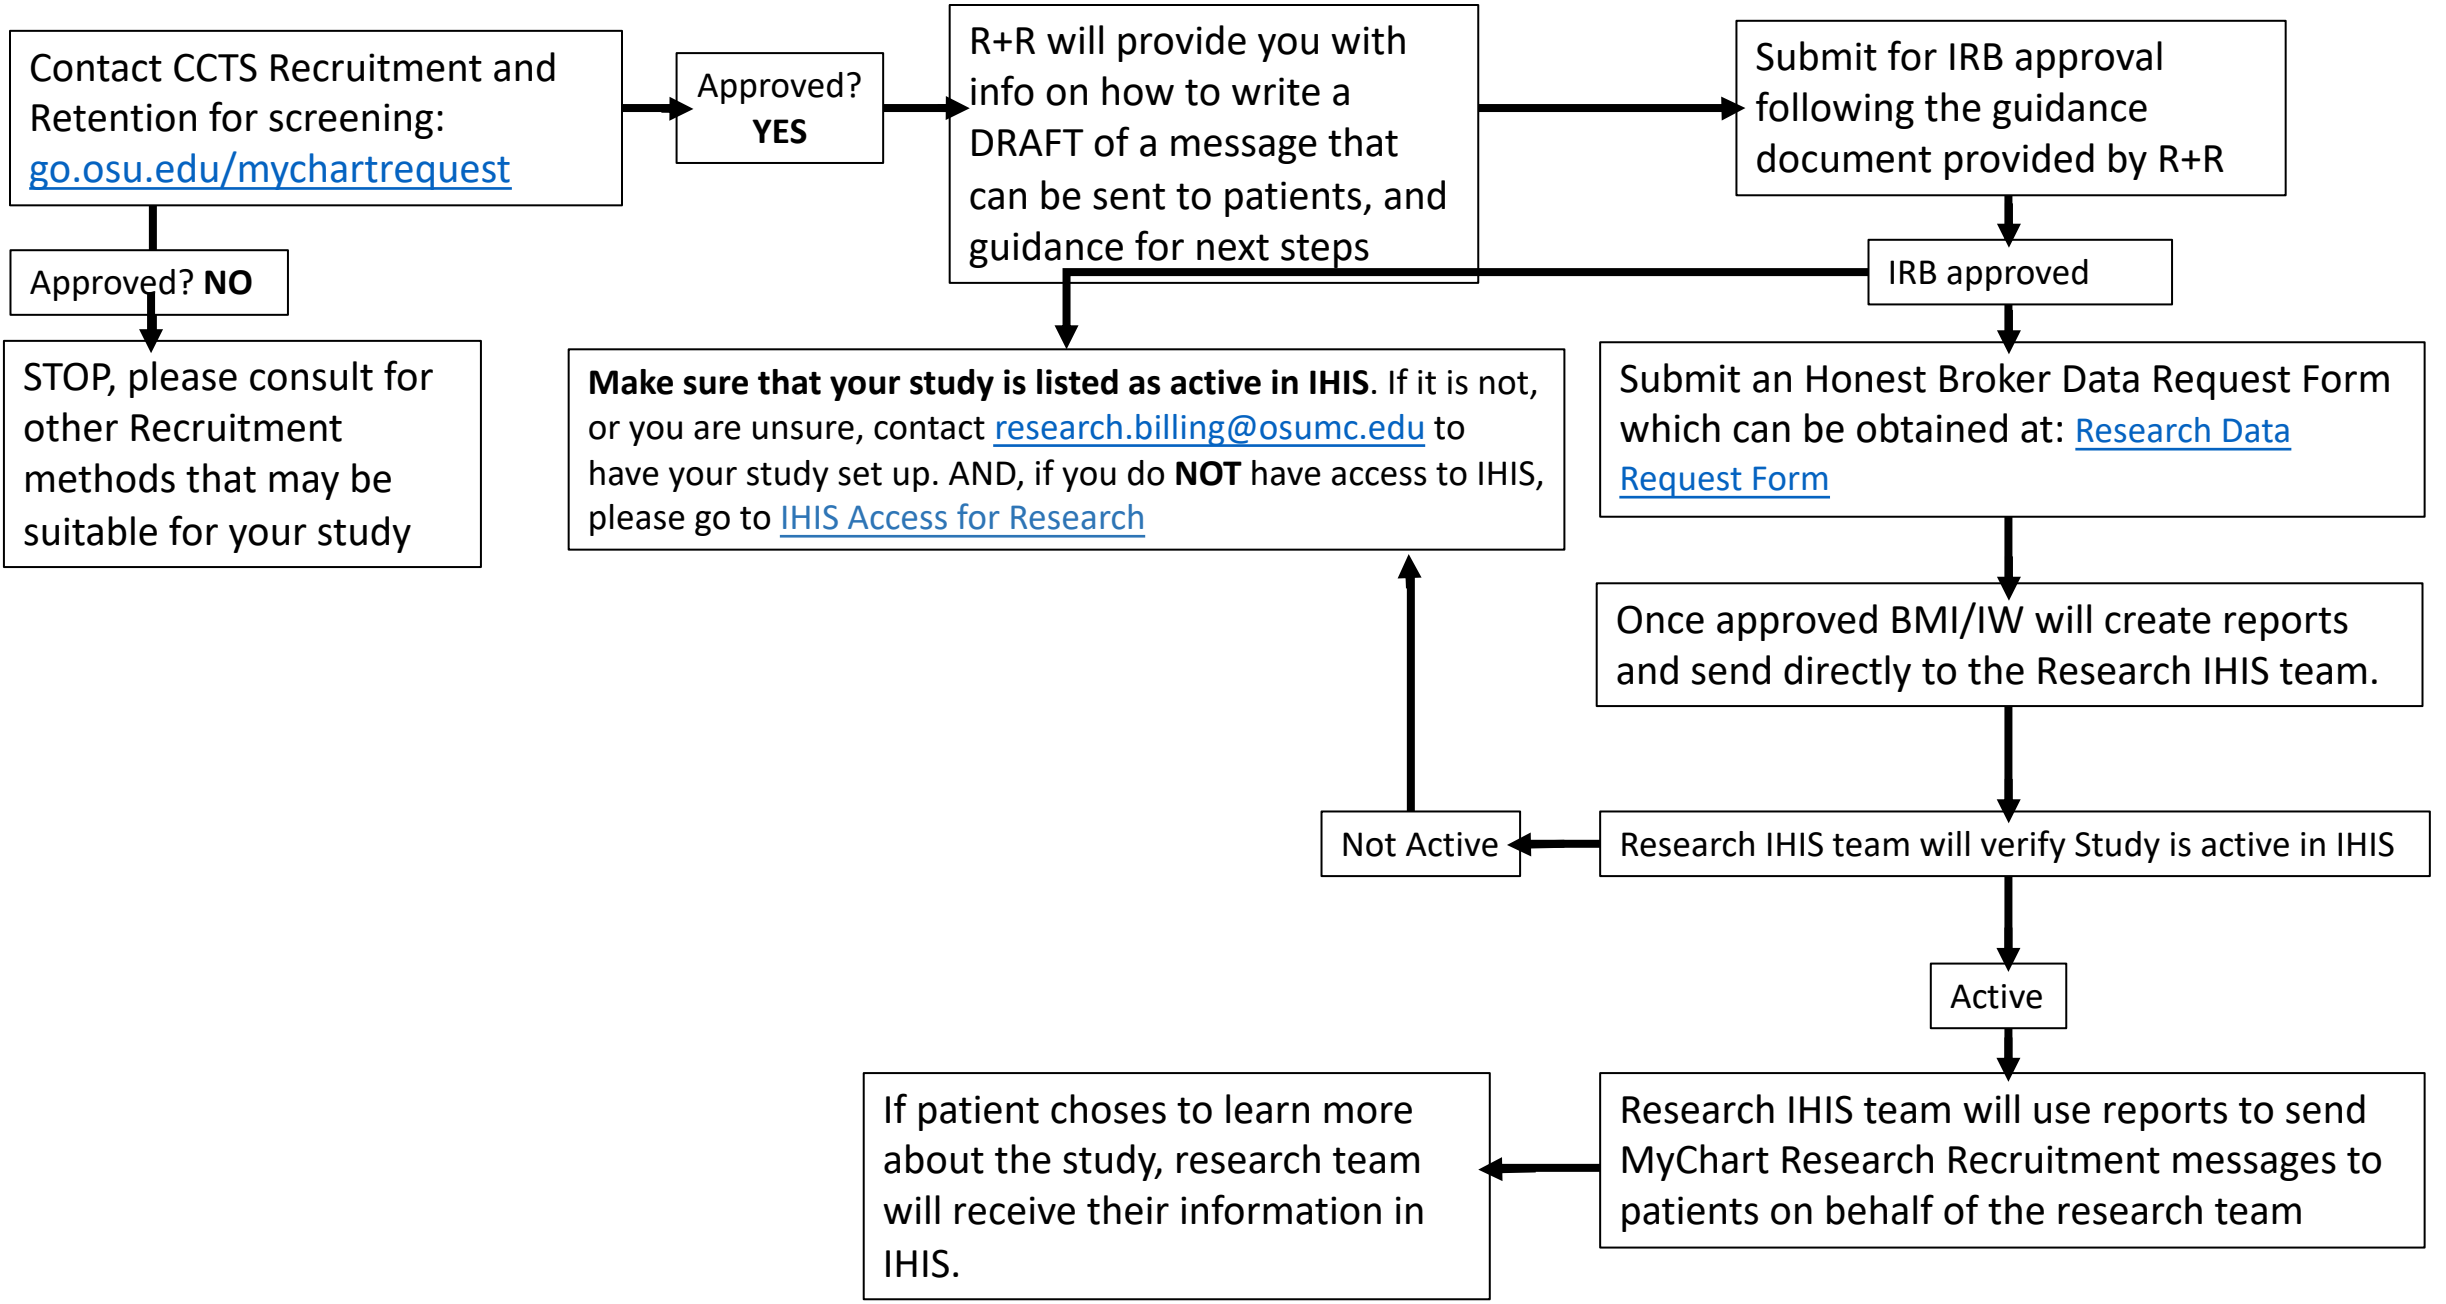 Contact CCTS Recruitment and
Retention for screening:
go.osu.edu/mychartrequest
Approved?
YES
R+R will provide you with
info on how to write a
DRAFT of a message that
can be sent to patients, and
guidance for next steps
Submit for IRB approval
following the guidance
document provided by R+R
Approved? NO
IRB approved
STOP, please consult for
other Recruitment
methods that may be
suitable for your study
Make sure that your study is listed as active in IHIS. If it is not,
or you are unsure, contact research.billing@osumc.edu to
have your study set up. AND, if you do NOT have access to IHIS,
please go to IHIS Access for Research
Submit an Honest Broker Data Request Form
which can be obtained at: Research Data
Request Form
Once approved BMI/IW will create reports
and send directly to the Research IHIS team.
Not Active
Research IHIS team will verify Study is active in IHIS
Active
If patient choses to learn more
about the study, research team
will receive their information in
IHIS.
Research IHIS team will use reports to send
MyChart Research Recruitment messages to
patients on behalf of the research team